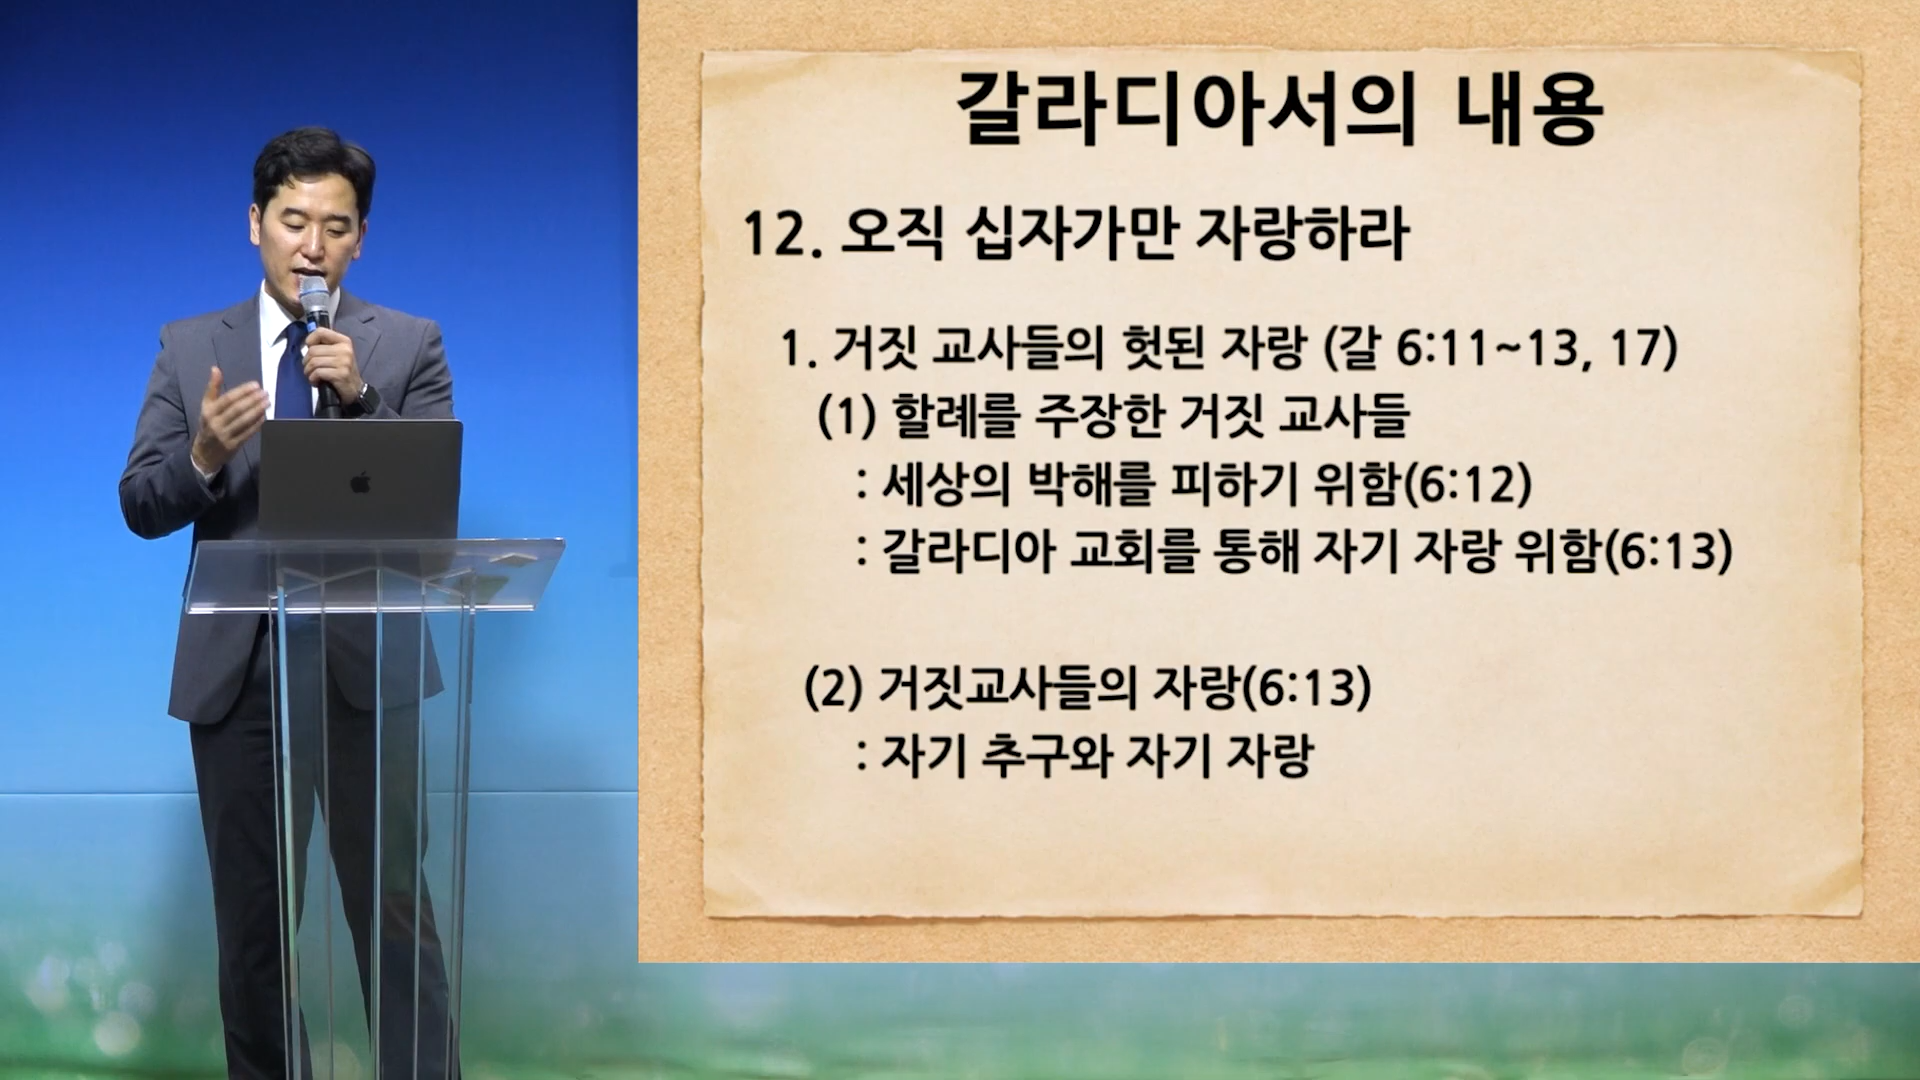 갈라디아서의 내용
12. 오직 십자가만 자랑하라
1. 거짓 교사들의 헛된 자랑 (갈 6:11~13, 17)
(1) 할례를 주장한 거짓 교사들
: 세상의 박해를 피하기 위함(6:12)
: 갈라디아 교회를 통해 자기 자랑 위함(6:13)
(2) 거짓교사들의 자랑(6:13)
: 자기 추구와 자기 자랑